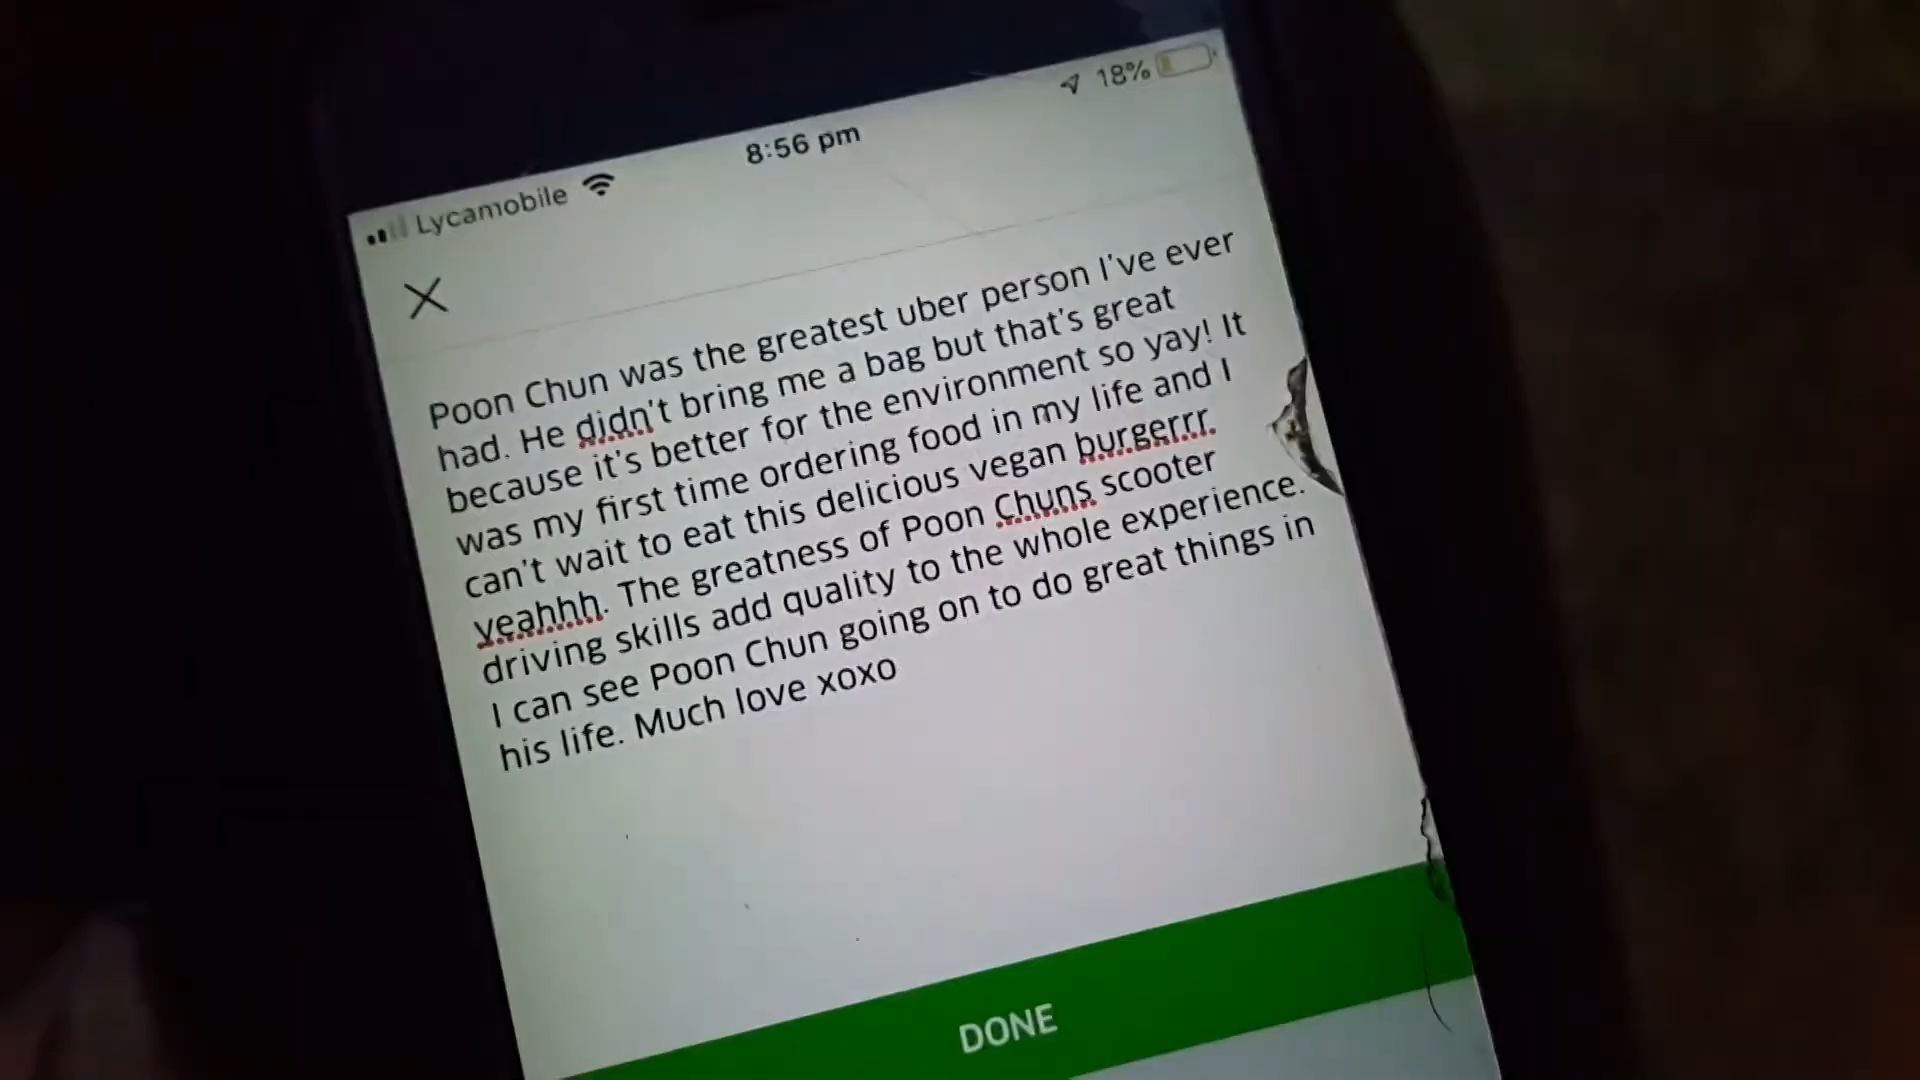 Lycamobile
8:56 pm
18%
Poon Chun was the greatest uber person I've ever
had. He didn't bring me a bag but that's great
because it's better for the environment so yay! It
was my first time ordering food in my life and I
can't wait to eat this delicious vegan burgerrr.
yeahhh. The greatness of Poon Chuns scooter
driving skills add quality to the whole experience.
I can see Poon Chun going on to do great things in
his life. Much love xoxo
DONE